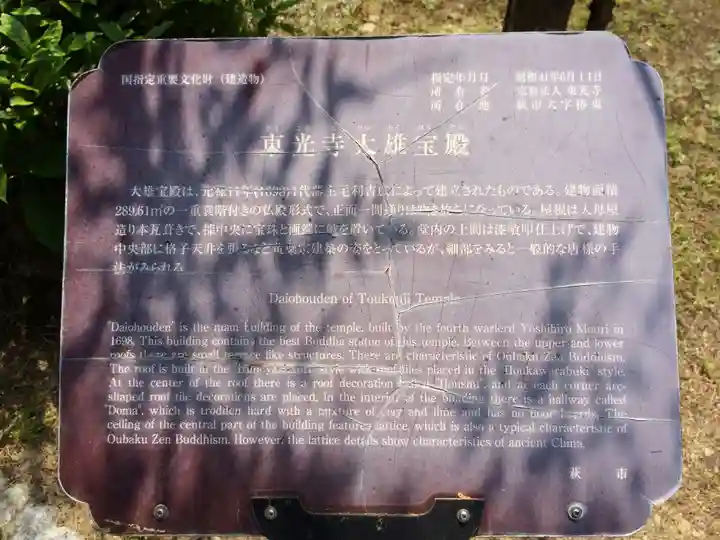 国指定重要文化財（建造物）
指定年月日 昭和41年6月11日
所有者 宗教法人 東光寺
所在地 萩市大字椿東
東光寺大雄宝殿
大雄宝殿は、元禄11年(1698)四代藩主毛利吉広によって建立されたものである。建物面積
289.61㎡の一重裳階付きの仏殿形式で、正面一間通りは吹き放ちになっている。屋根は入母屋
造り本瓦葺きで、棟中央に宝珠と両端に鯱を置いている。堂内の土間は漆喰叩仕上げで、建物
中央部に格子天井を張るなど黄檗宗建築の姿をとっているが、細部をみると一般的な唐様の手
法がみられる
Daiohouden of Toukouji Temple
"Daiohouden" is the main building of the temple, built by the fourth warlerd Yoshihiro Mouri in
1698. This building contains the best Buddha statue of this temple. Between the upper and lower
roofs there are small terrace like structures. There are characteristic of Oubaku Zen Buddhism.
The roof is built in the style with roof tiles placed in the "Houkawarabuki" style.
At the center of the roof there is a roof decoration and at each corner
shaped roof tile decorations are placed. In the interior of the building there is a hallway called
"Doma", which is trodden hard with a mixture of clay and lime and has no floor boards. The
ceiling of the central part of the building features lattice, which is also a typical characteristic of
Oubaku Zen Buddhism. However, the lattice details show characteristics of ancient China.
萩 市